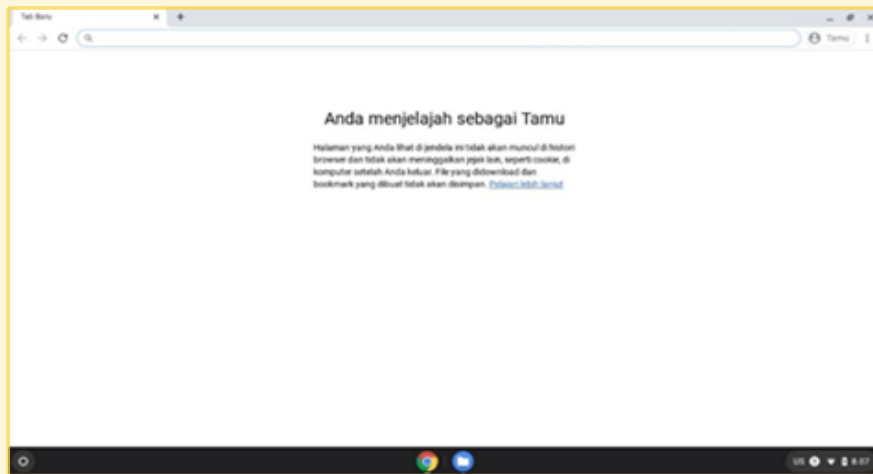 Tab Baru
Tamu
Anda menjelajah sebagai Tamu
Halaman yang Anda lihat di jendela ini tidak akan muncul di histori
browser dan tidak akan meninggalkan jejak lain, seperti cookie, di
komputer setelah Anda keluar. File yang didownload dan
bookmark yang dibuat tidak akan disimpan. Pelajari lebih lanjut
US 8.07